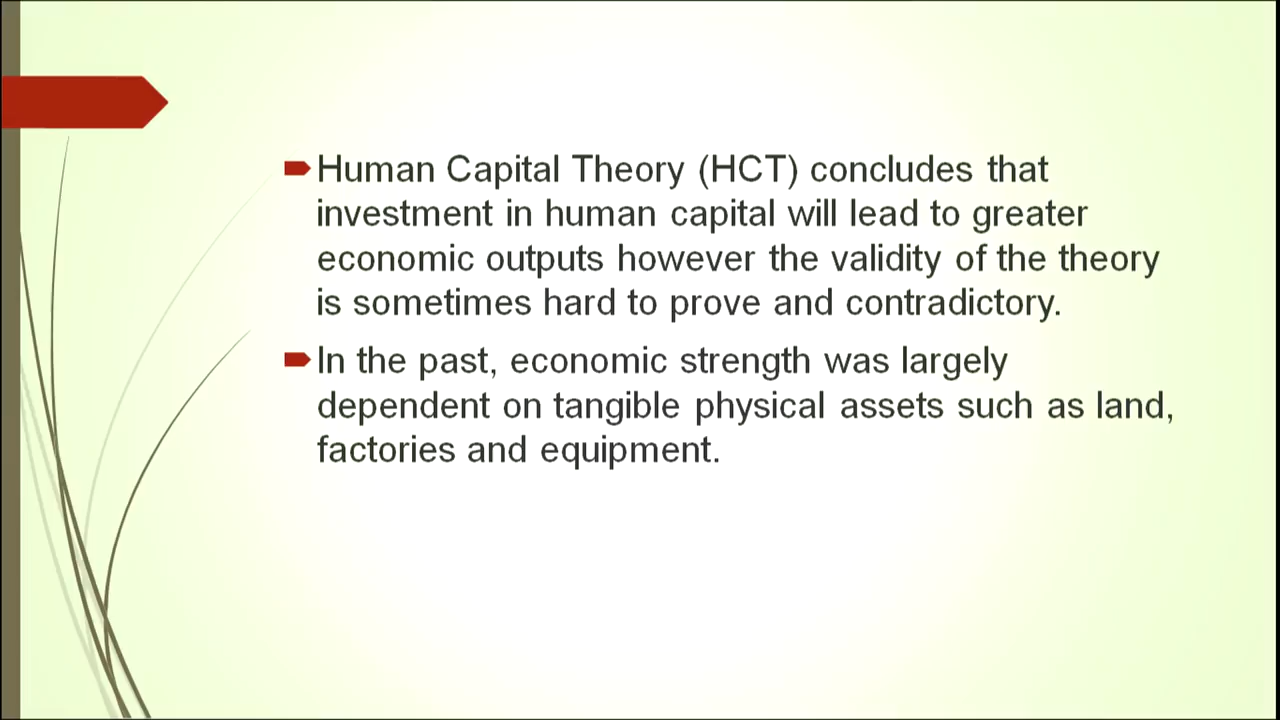 Human Capital Theory (HCT) concludes that
investment in human capital will lead to greater
economic outputs however the validity of the theory
is sometimes hard to prove and contradictory.
In the past, economic strength was largely
dependent on tangible physical assets such as land,
factories and equipment.